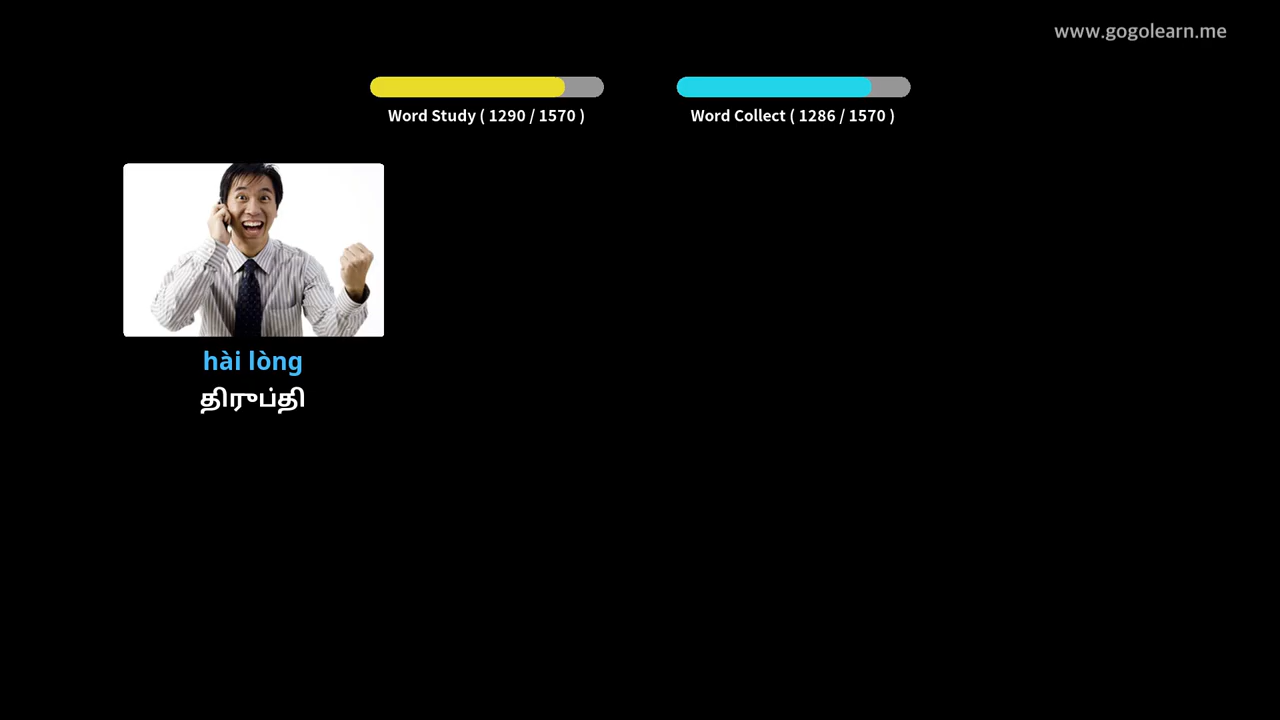 www.gogolearn.me
Word Study ( 1290 / 1570 )
Word Collect ( 1286 / 1570 )
hài lòng
திருப்தி